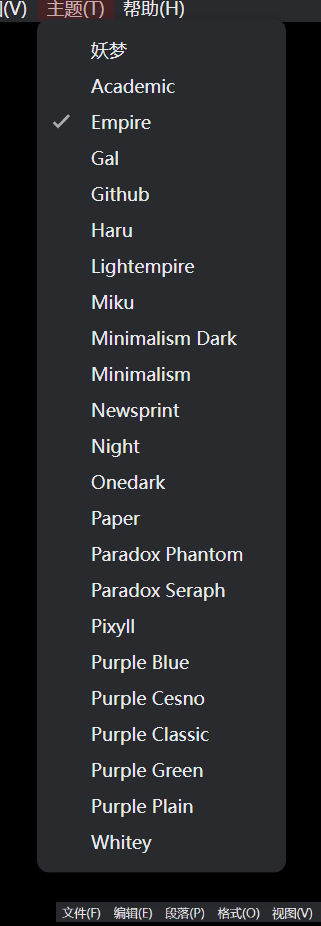 (V) 主题(T) 帮助(H)
妖梦
Academic
Empire
Gal
Github
Haru
Lightempire
Miku
Minimalism Dark
Minimalism
Newsprint
Night
Onedark
Paper
Paradox Phantom
Paradox Seraph
Pixyll
Purple Blue
Purple Cesno
Purple Classic
Purple Green
Purple Plain
Whitey
文件(F) 编辑(E) 段落(P) 格式(O) 视图(V)